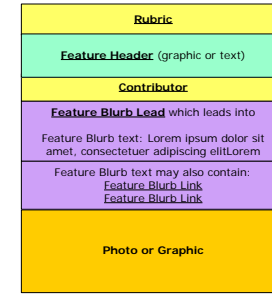 Rubric
Feature Header (graphic or text)
Contributor
Feature Blurb Lead which leads into
Feature Blurb text: Lorem ipsum dolor sit
amet, consectetuer adipiscing elitLorem
Feature Blurb text may also contain:
Feature Blurb Link
Feature Blurb Link
Photo or Graphic